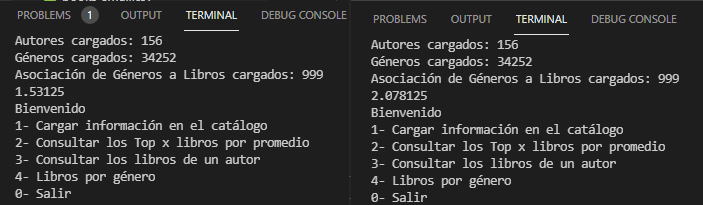 PROBLEMS 1 OUTPUT TERMINAL DEBUG CONSOLE
Autores cargados: 156
Géneros cargados: 34252
Asociación de Géneros a Libros cargados: 999
1.53125
Bienvenido
1- Cargar información en el catálogo
2- Consultar los Top x libros por promedio
3- Consultar los libros de un autor
4- Libros por género
0- Salir
PROBLEMS OUTPUT TERMINAL DEBUG CONSOLE
Autores cargados: 156
Géneros cargados: 34252
Asociación de Géneros a Libros cargados: 999
2.078125
Bienvenido
1- Cargar información en el catálogo
2- Consultar los Top x libros por promedio
3- Consultar los libros de un autor
4- Libros por género
0- Salir